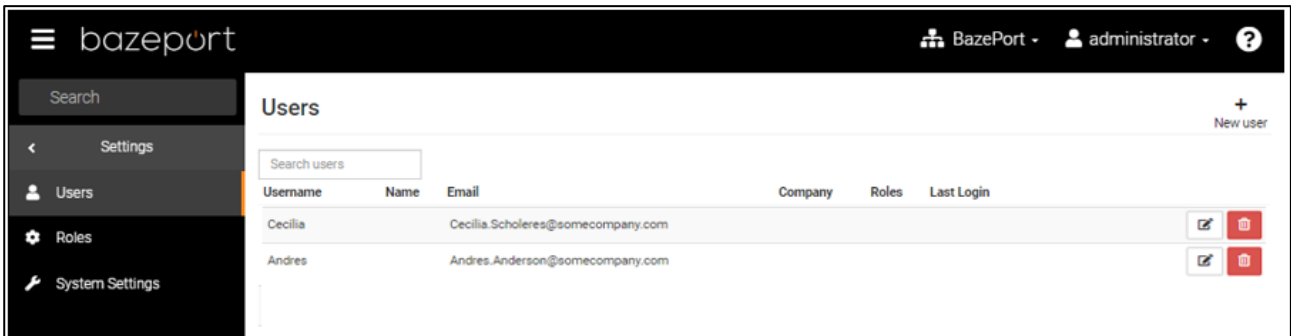 bazeport
BazePort
administrator
?
Search
Settings
Users
Roles
System Settings
Users
+
New user
Search users
Username Name Email Company Roles Last Login
Cecilia Cecilia.Scholeres@somecompany.com
Andres Andres.Anderson@somecompany.com